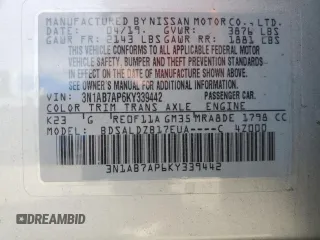 MANUFACTURED BY NISSAN MOTOR CO., LTD.
DATE: 04/19. GVWR: 3876 LBS
GAWR FR: 2143 LBS GAWR RR: 1881 LBS
THIS VEHICLE CONFORMS TO ALL APPLICABLE FEDERAL MOTOR VEHICLE SAFETY, BUMPER, AND THEFT PREVENTION STANDARDS
IN EFFECT ON THE DATE OF MANUFACTURE SHOWN ABOVE.
VIN: 3N1AB7AP6KY339442 PASSENGER CAR.
COLOR TRIM TRANS AXLE ENGINE
K23 G RE0F11A GM35 MRA8DE 1798 CC
MODEL: BDSALDZB17EUA----C 47000
3N1AB7AP6KY339442